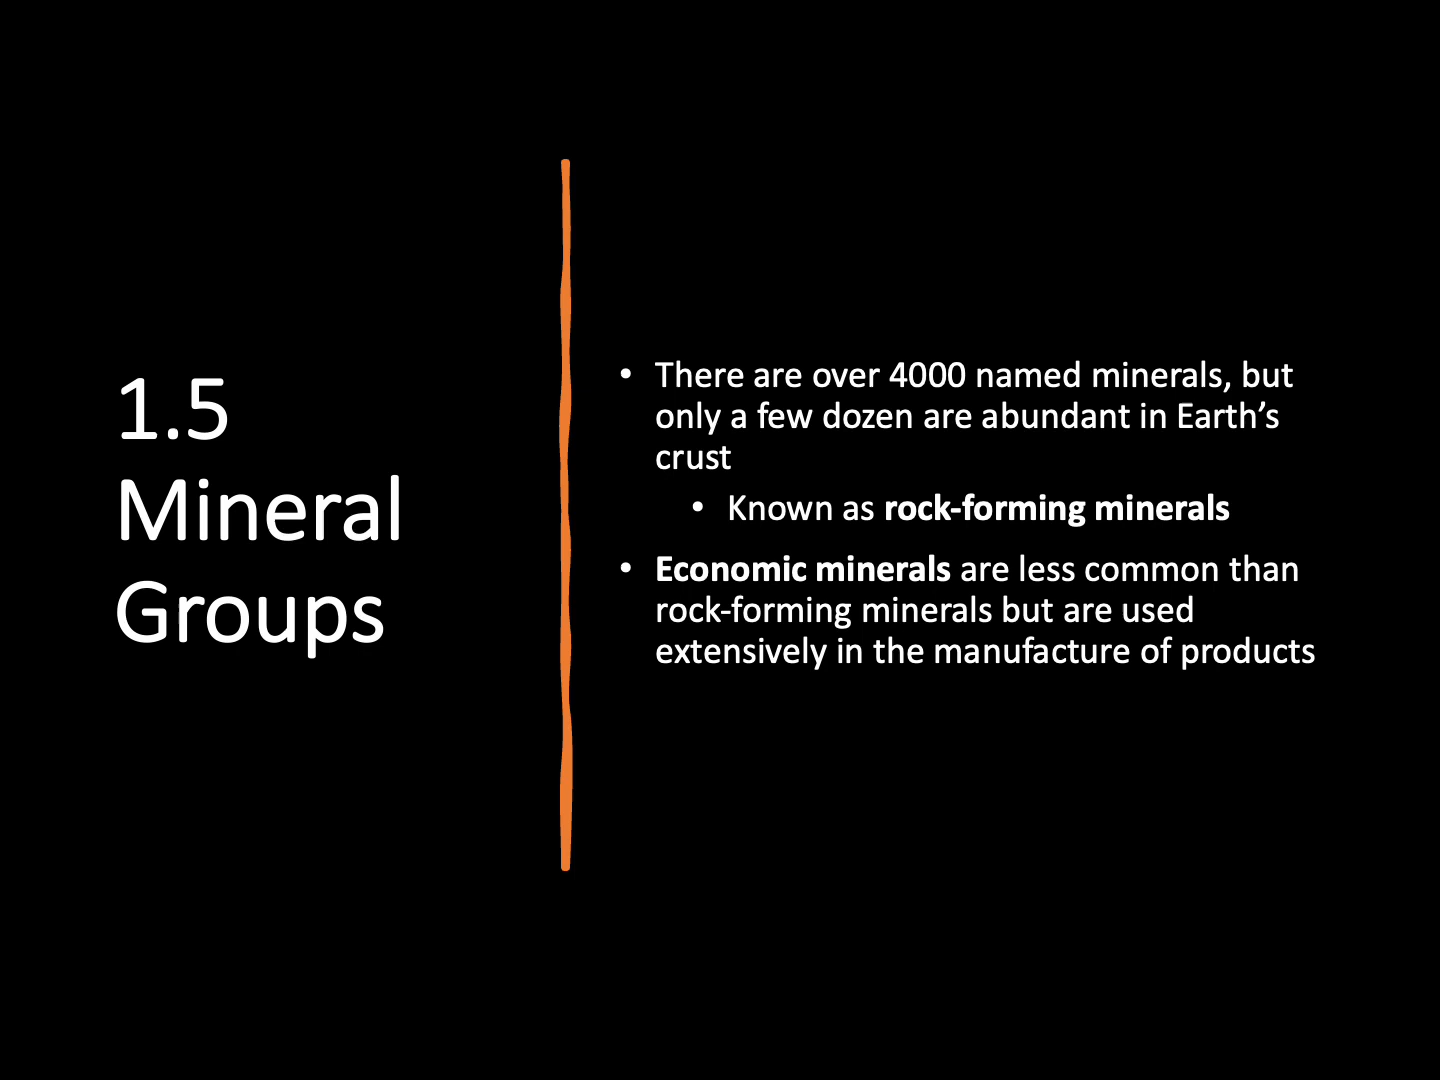 1.5
Mineral
Groups
• There are over 4000 named minerals, but
only a few dozen are abundant in Earth’s
crust
• Known as rock-forming minerals
• Economic minerals are less common than
rock-forming minerals but are used
extensively in the manufacture of products